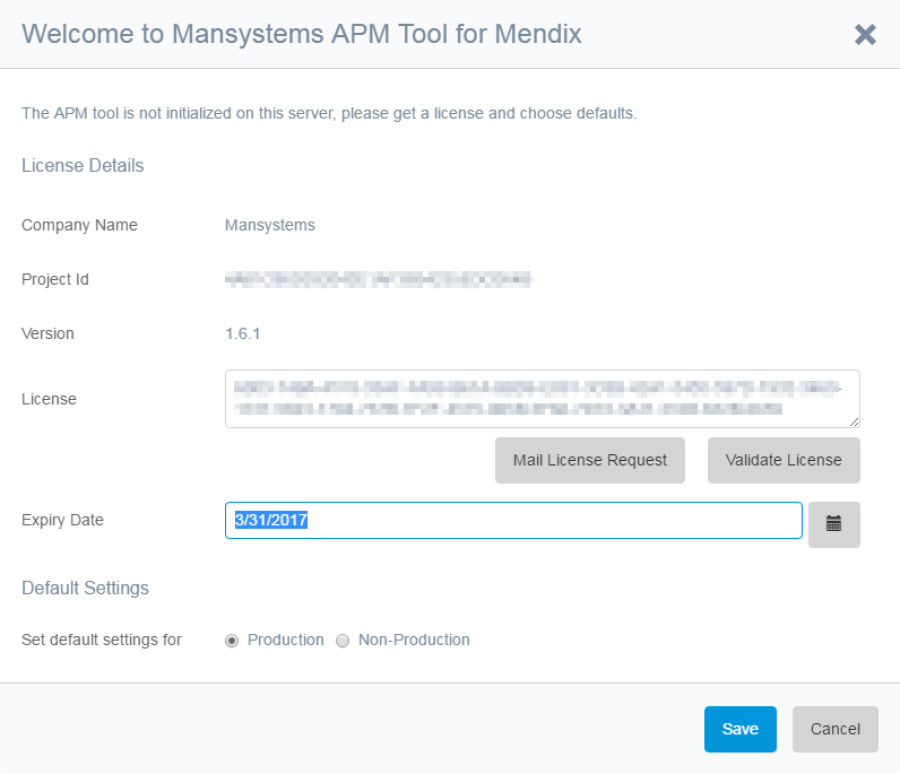 Welcome to Mansystems APM Tool for Mendix
The APM tool is not initialized on this server, please get a license and choose defaults.
License Details
Company Name Mansystems
Project Id
Version 1.6.1
License
Mail License Request Validate License
Expiry Date 3/31/2017
Default Settings
Set default settings for Production Non-Production
Save Cancel